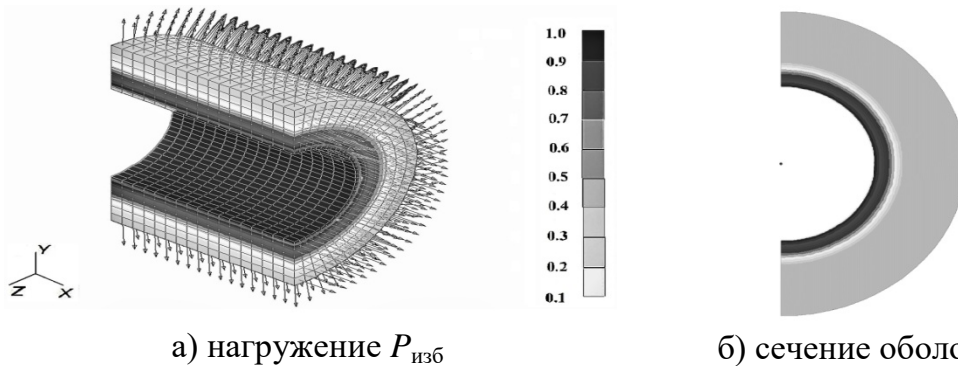 1.0
0.9
0.8
0.7
0.6
0.5
0.4
0.3
0.2
0.1
Y
Z X
а) нагружение Pизб
б) сечение оболо